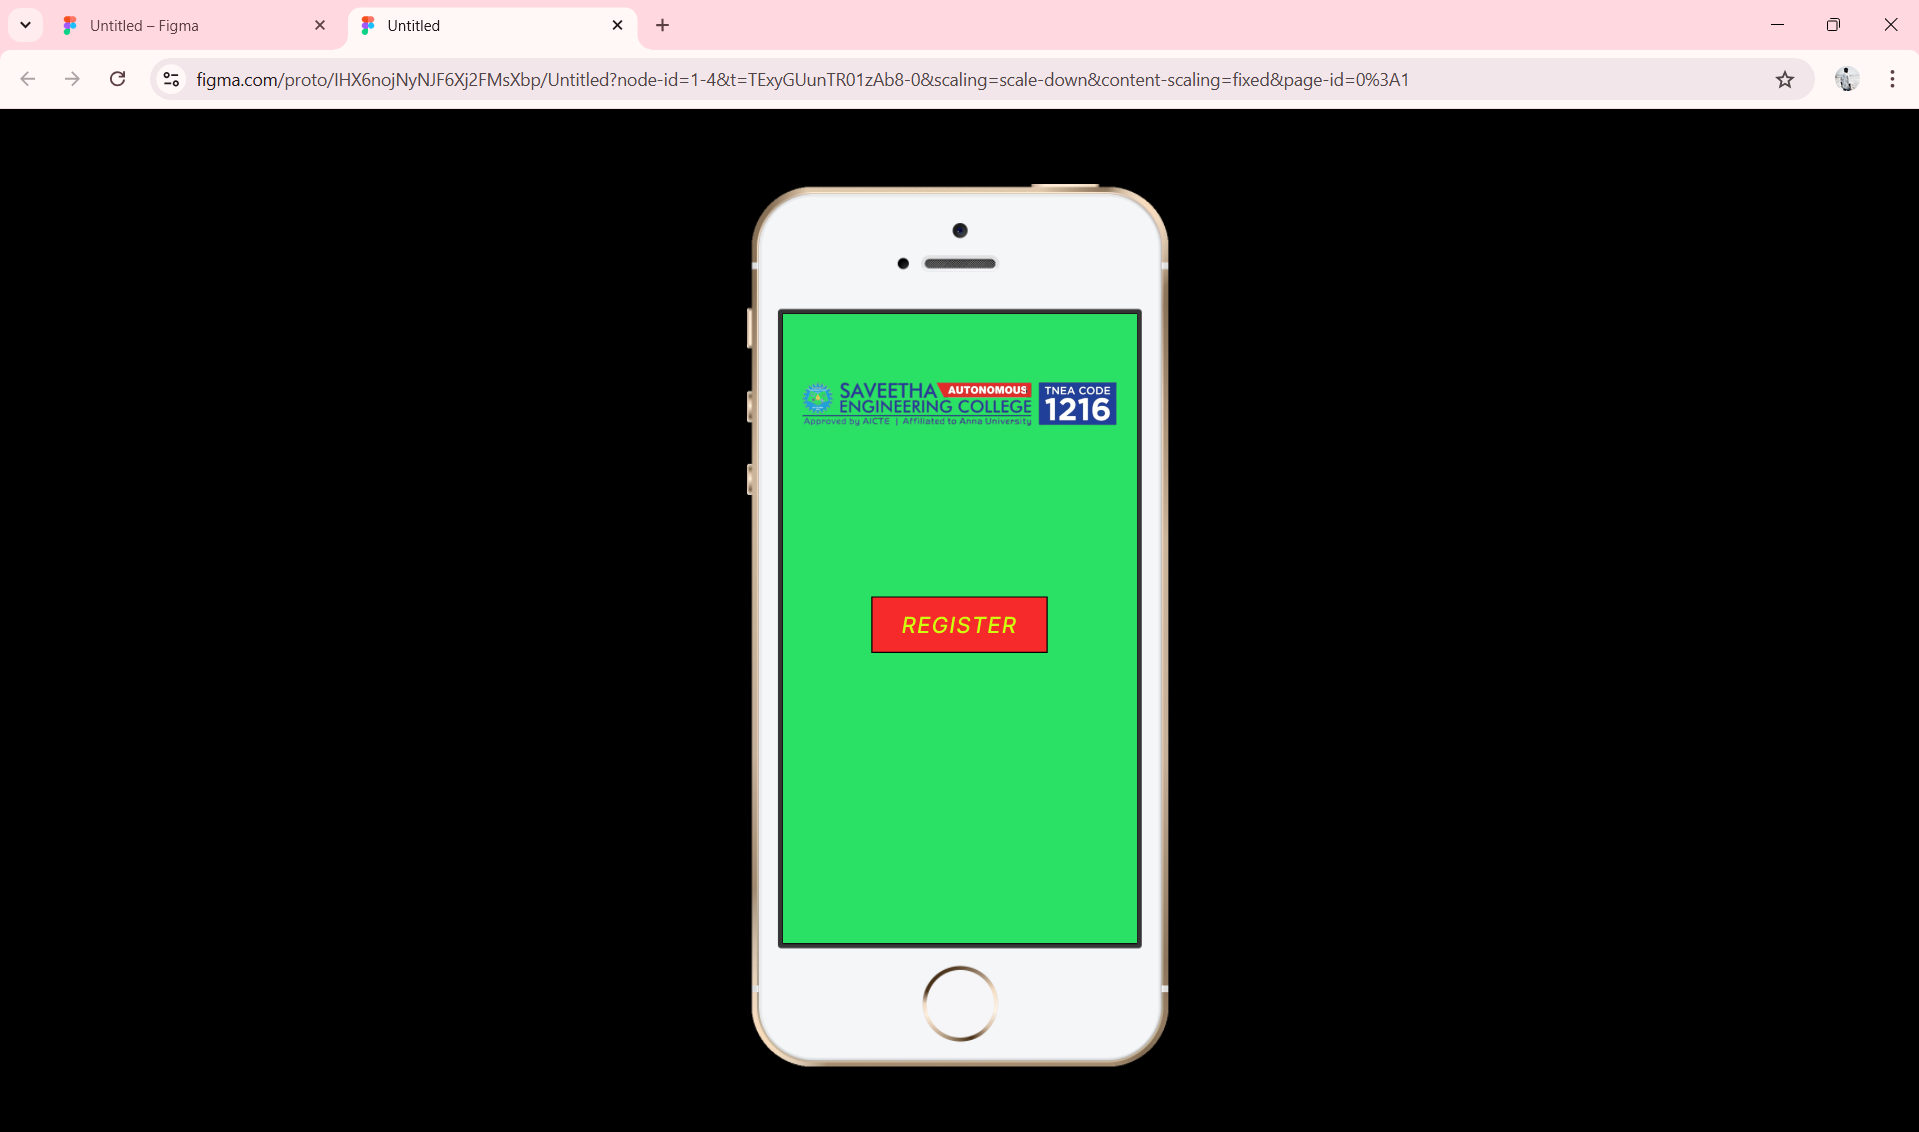 Untitled – Figma
Untitled
figma.com/proto/IHX6nojNyNJF6Xj2FMsXbp/Untitled?node-id=1-4&t=TExyGUunTR01zAb8-0&scaling=scale-down&content-scaling=fixed&page-id=0%3A1
SAVEETHA AUTONOMOUS
ENGINEERING COLLEGE
Approved by AICTE | Affiliated to Anna University
TNEA CODE
1216
REGISTER